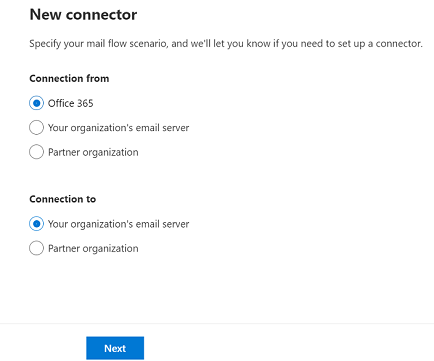 New connector
Specify your mail flow scenario, and we'll let you know if you need to set up a connector.
Connection from
Office 365
Your organization's email server
Partner organization
Connection to
Your organization's email server
Partner organization
Next